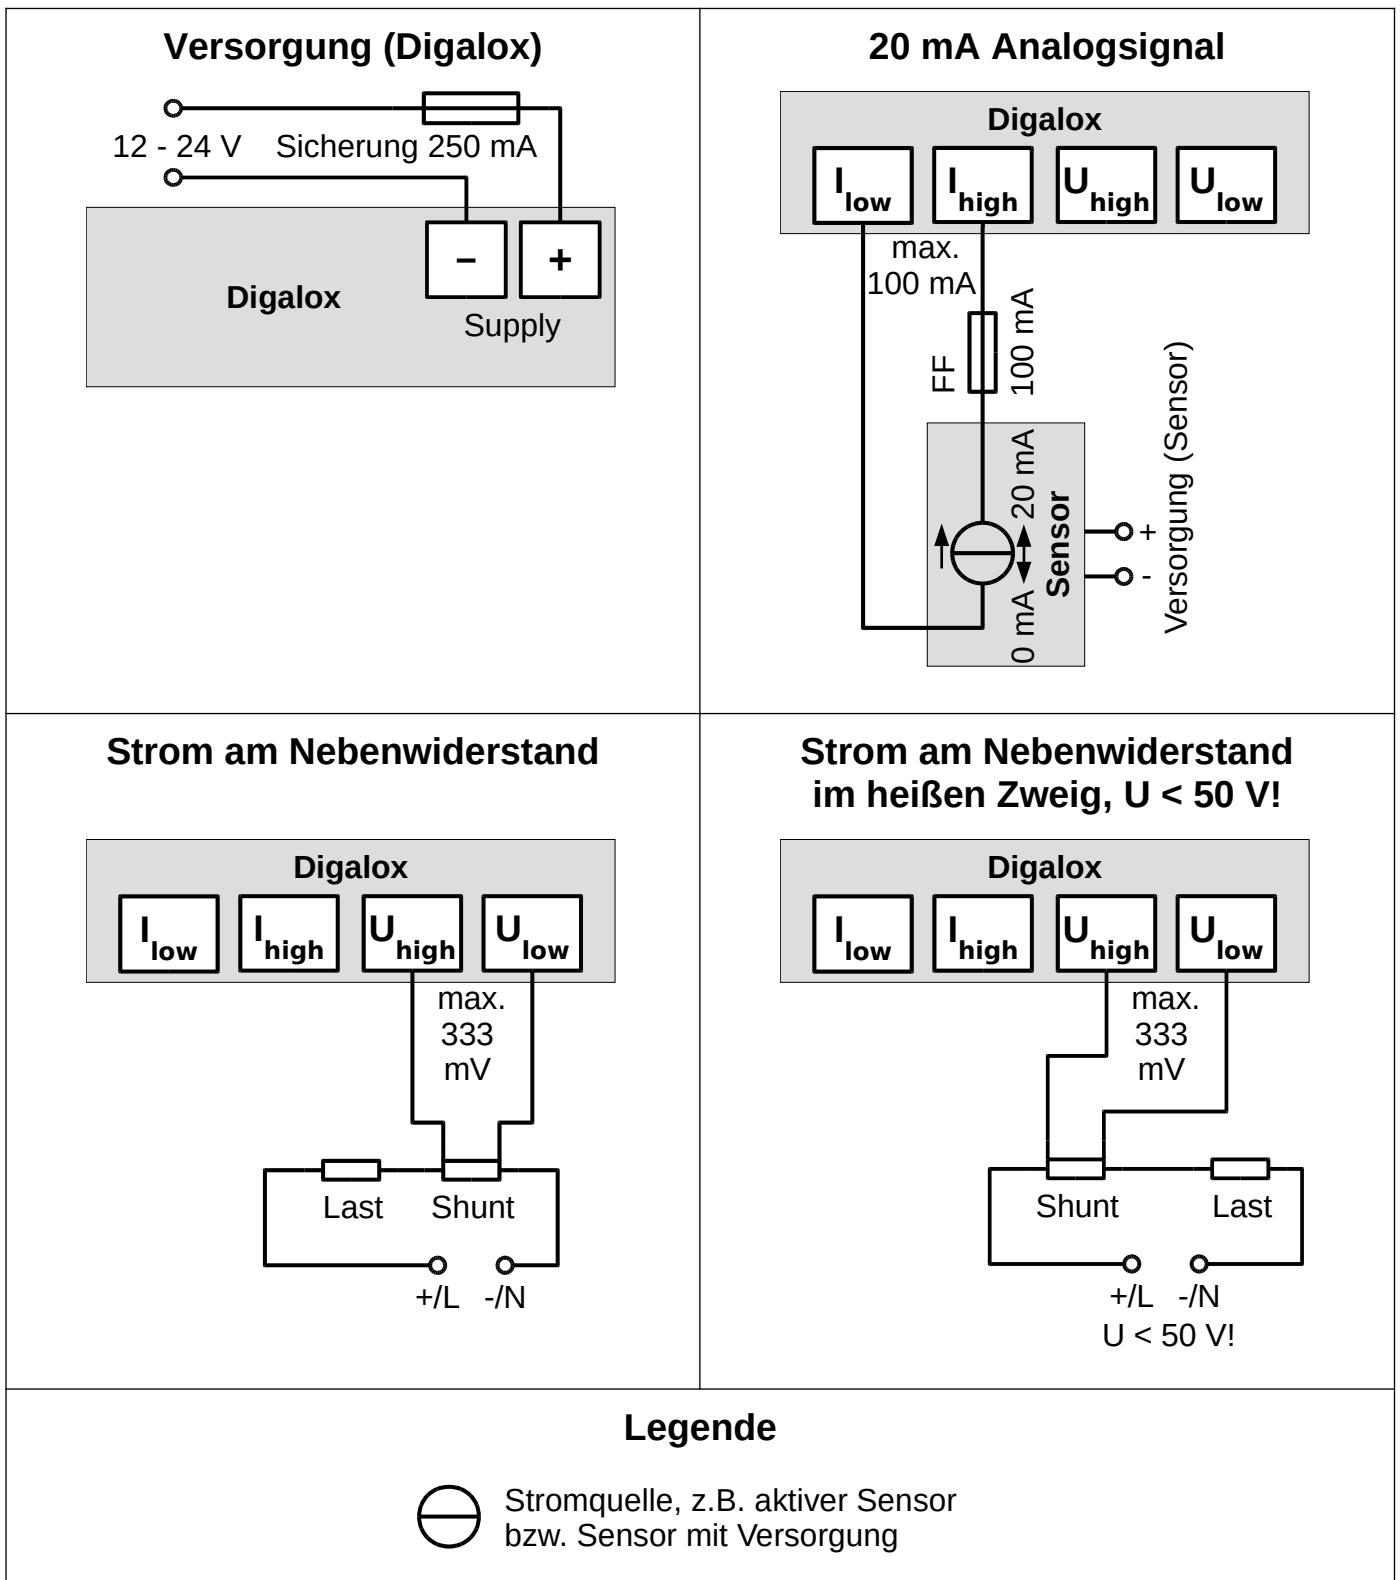 Versorgung (Digalox)
12 - 24 V Sicherung 250 mA
– +
Digalox
Supply
20 mA Analogsignal
Digalox
Ilow Ihigh Uhigh Ulow
max.
100 mA
FF
100 mA
0 mA
20 mA
Sensor
+
-
Versorgung (Sensor)
Strom am Nebenwiderstand
Digalox
Ilow Ihigh Uhigh Ulow
max.
333
mV
Last Shunt
+/L -/N
Strom am Nebenwiderstand
im heißen Zweig, U < 50 V!
Digalox
Ilow Ihigh Uhigh Ulow
max.
333
mV
Shunt Last
+/L -/N
U < 50 V!
Legende
Stromquelle, z.B. aktiver Sensor
bzw. Sensor mit Versorgung